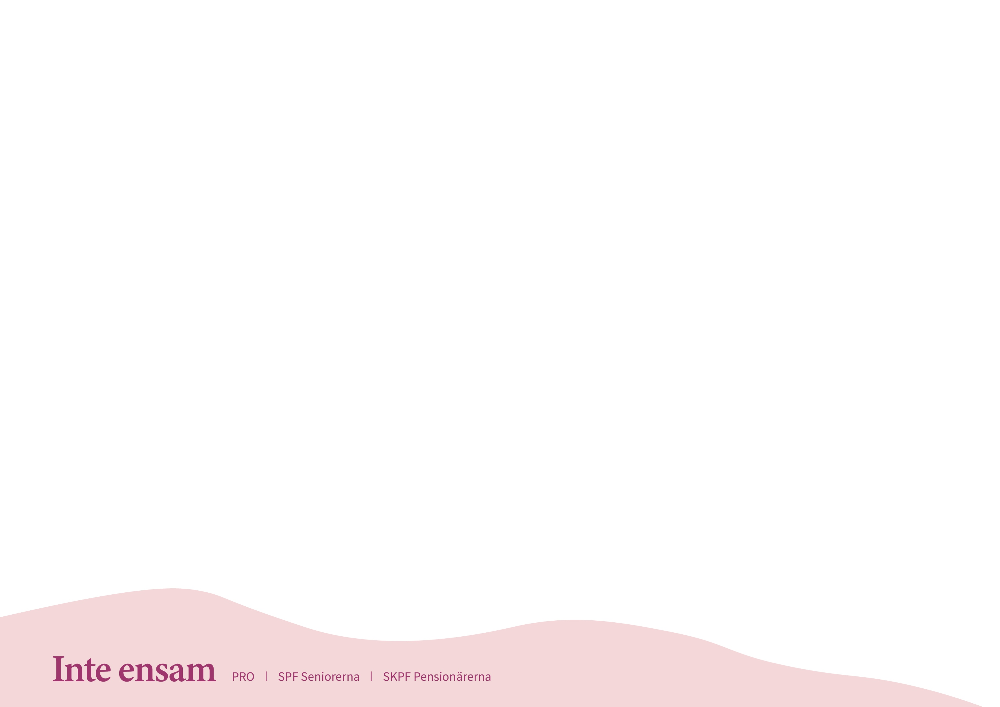 Inte ensam PRO | SPF Seniorerna | SKPF Pensionärerna